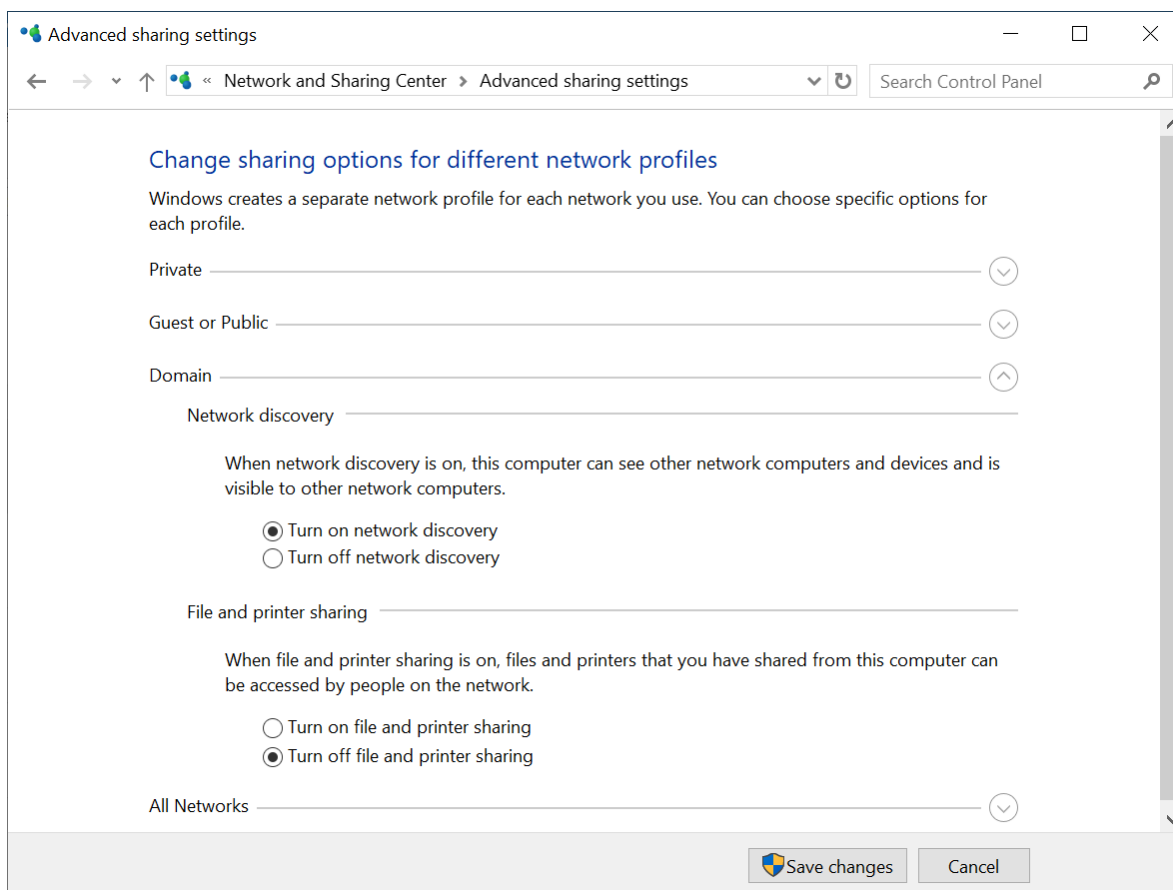 Advanced sharing settings
« Network and Sharing Center > Advanced sharing settings
Search Control Panel
Change sharing options for different network profiles
Windows creates a separate network profile for each network you use. You can choose specific options for
each profile.
Private
Guest or Public
Domain
Network discovery
When network discovery is on, this computer can see other network computers and devices and is
visible to other network computers.
Turn on network discovery
Turn off network discovery
File and printer sharing
When file and printer sharing is on, files and printers that you have shared from this computer can
be accessed by people on the network.
Turn on file and printer sharing
Turn off file and printer sharing
All Networks
Save changes
Cancel